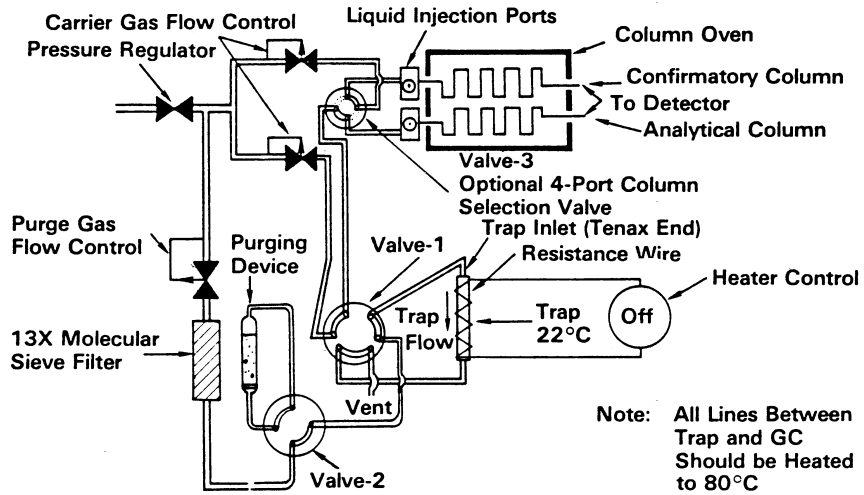 Carrier Gas Flow Control
Pressure Regulator
Liquid Injection Ports
Column Oven
Confirmatory Column
To Detector
Analytical Column
Valve-3
Optional 4-Port Column
Selection Valve
Purge Gas
Flow Control
Purging
Device
Valve-1
Trap Inlet (Tenax End)
Resistance Wire
Heater Control
Trap
Flow
Trap
22°C
Off
13X Molecular
Sieve Filter
Vent
Valve-2
Note: All Lines Between
Trap and GC
Should be Heated
to 80°C